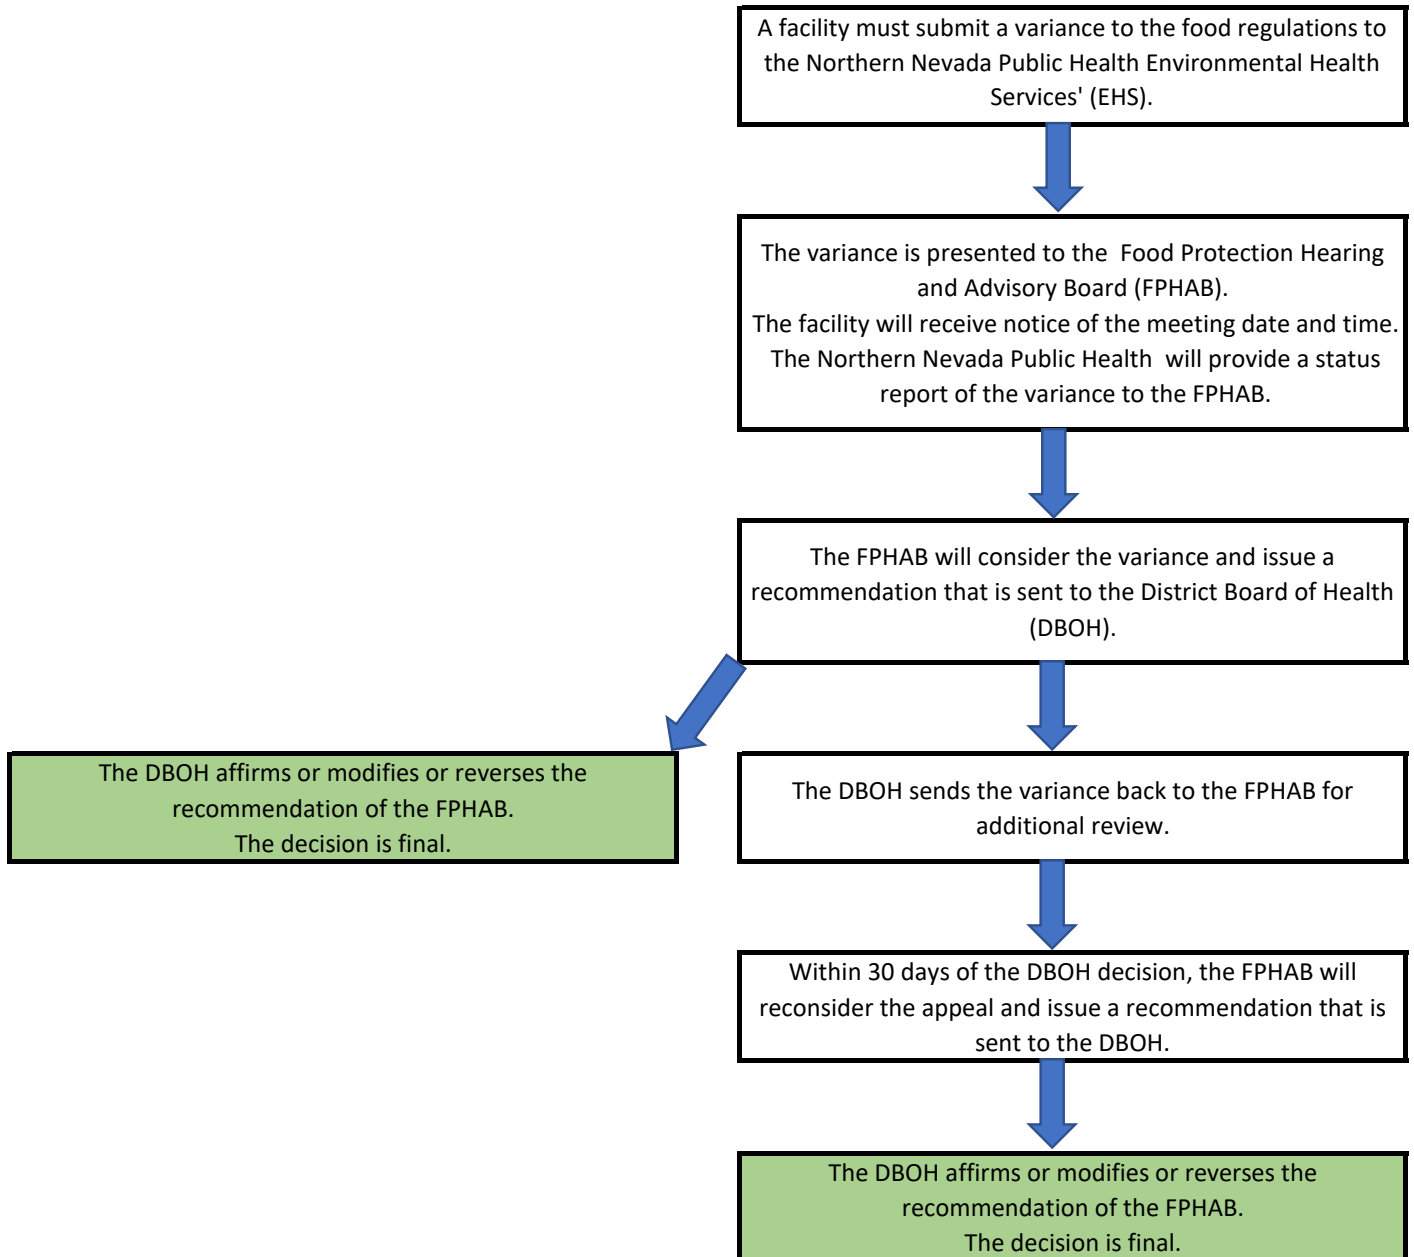 A facility must submit a variance to the food regulations to
the Northern Nevada Public Health Environmental Health
Services' (EHS).
The variance is presented to the  Food Protection Hearing
and Advisory Board (FPHAB).
The facility will receive notice of the meeting date and time.
The Northern Nevada Public Health  will provide a status
report of the variance to the FPHAB.
The FPHAB will consider the variance and issue a
recommendation that is sent to the District Board of Health
(DBOH).
The DBOH affirms or modifies or reverses the
recommendation of the FPHAB.
The decision is final.
The DBOH sends the variance back to the FPHAB for
additional review.
Within 30 days of the DBOH decision, the FPHAB will
reconsider the appeal and issue a recommendation that is
sent to the DBOH.
The DBOH affirms or modifies or reverses the
recommendation of the FPHAB.
The decision is final.